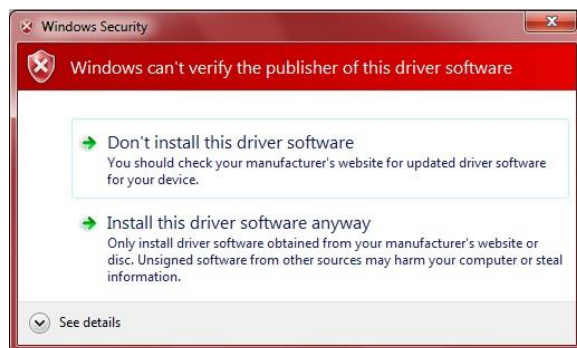 Windows Security
Windows can't verify the publisher of this driver software
Don't install this driver software
You should check your manufacturer's website for updated driver software
for your device.
Install this driver software anyway
Only install driver software obtained from your manufacturer's website or
disc. Unsigned software from other sources may harm your computer or steal
information.
See details